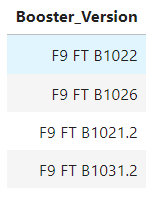 Booster_Version
F9 FT B1022
F9 FT B1026
F9 FT B1021.2
F9 FT B1031.2